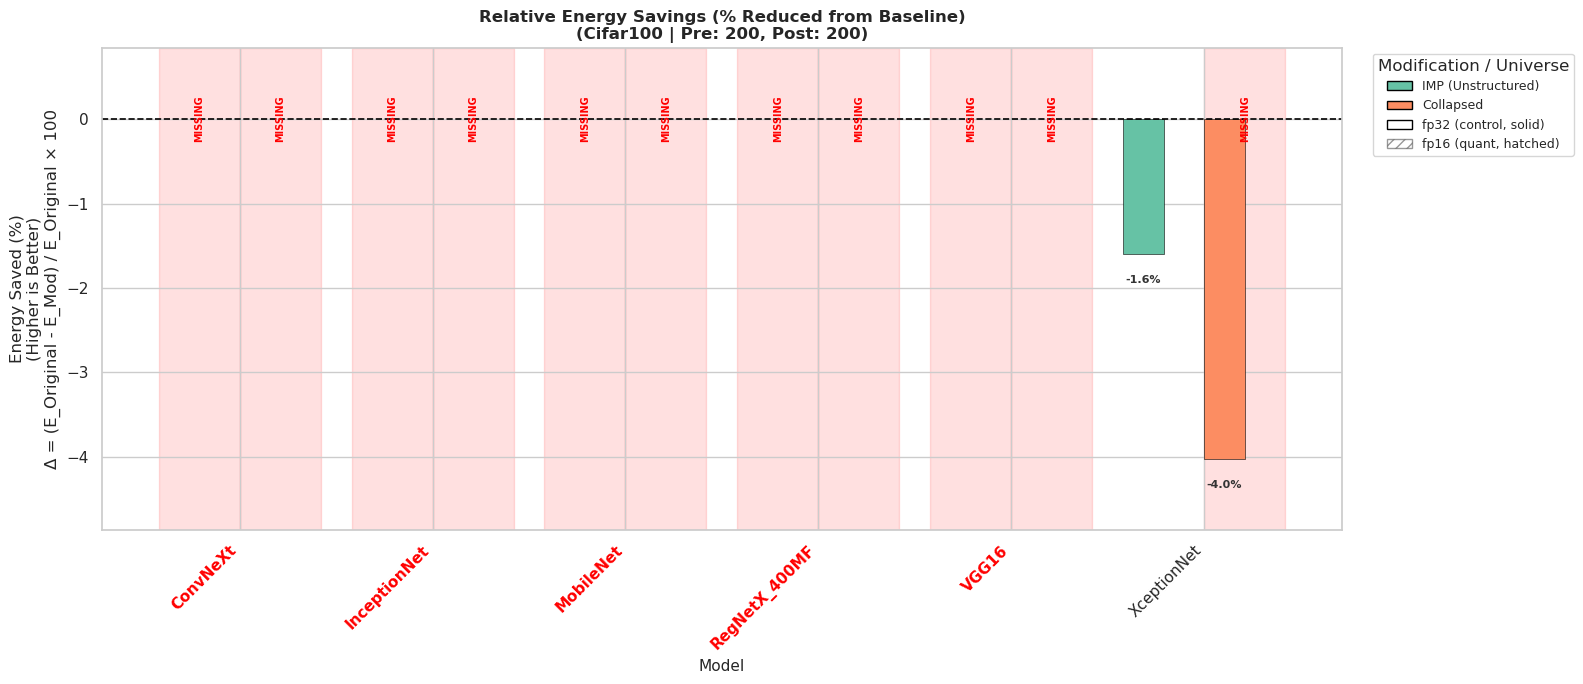 Relative Energy Savings (% Reduced from Baseline)
(Cifar100 | Pre: 200, Post: 200)
Energy Saved (%)
(Higher is Better)
Δ = (E_Original - E_Mod) / E_Original × 100
0
−1
−2
−3
−4
MISSING
MISSING
MISSING
MISSING
MISSING
MISSING
MISSING
MISSING
MISSING
MISSING
MISSING
-1.6%
-4.0%
ConvNeXt
InceptionNet
MobileNet
RegNetX_400MF
VGG16
XceptionNet
Model
Modification / Universe
IMP (Unstructured)
Collapsed
fp32 (control, solid)
fp16 (quant, hatched)